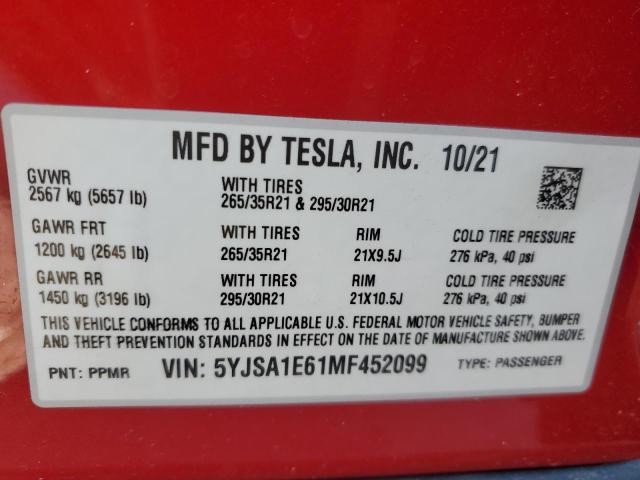 MFD BY TESLA, INC. 10/21
GVWR
2567 kg (5657 lb)
WITH TIRES
265/35R21 & 295/30R21
GAWR FRT
1200 kg (2645 lb)
WITH TIRES
265/35R21
RIM
21X9.5J
COLD TIRE PRESSURE
276 kPa, 40 psi
GAWR RR
1450 kg (3196 lb)
WITH TIRES
295/30R21
RIM
21X10.5J
COLD TIRE PRESSURE
276 kPa, 40 psi
THIS VEHICLE CONFORMS TO ALL APPLICABLE U.S. FEDERAL MOTOR VEHICLE SAFETY, BUMPER
AND THEFT PREVENTION STANDARDS IN EFFECT ON THE DATE OF MANUFACTURE SHOWN ABOVE.
PNT: PPMR VIN: 5YJSA1E61MF452099 TYPE: PASSENGER